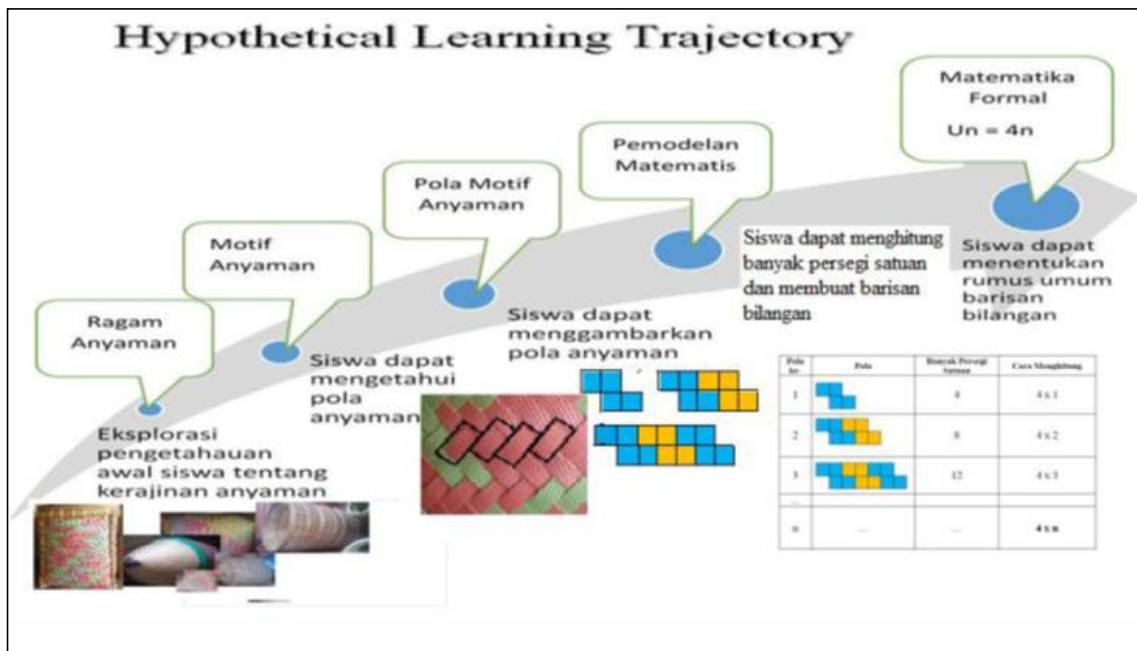 Hypothetical Learning Trajectory
Ragam
Anyaman
Eksplorasi
pengetahuan
awal siswa tentang
kerajinan anyaman
Motif
Anyaman
Siswa dapat
mengetahui
pola
anyaman
Pola Motif
Anyaman
Siswa dapat
menggambarkan
pola anyaman
Pemodelan
Matematis
Siswa dapat menghitung
banyak persegi satuan
dan membuat barisan
bilangan
Matematika
Formal
Un = 4n
Siswa dapat
menentukan
rumus umum
barisan
bilangan
Pola ke- Pola Banyak Persegi Satuan Cara Menghitung
1 4 4 x 1
2 8 4 x 2
3 12 4 x 3
...
n ... ... 4 x n